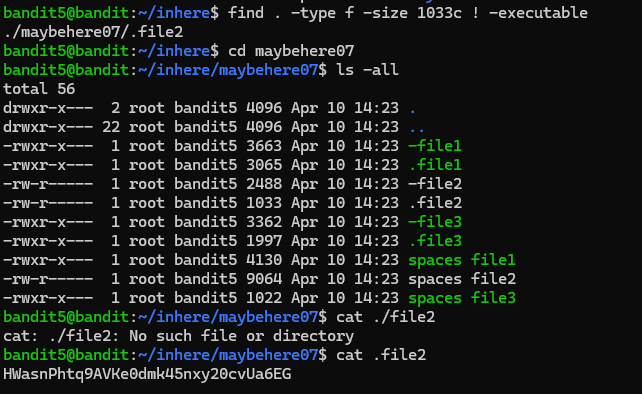 bandit5@bandit:~/inhere$ find . -type f -size 1033c ! -executable
./maybehere07/.file2
bandit5@bandit:~/inhere$ cd maybehere07
bandit5@bandit:~/inhere/maybehere07$ ls -all
total 56
drwxr-x---  2 root bandit5 4096 Apr 10 14:23 .
drwxr-x--- 22 root bandit5 4096 Apr 10 14:23 ..
-rwxr-x---  1 root bandit5 3663 Apr 10 14:23 -file1
-rwxr-x---  1 root bandit5 3065 Apr 10 14:23 .file1
-rw-r-----  1 root bandit5 2488 Apr 10 14:23 -file2
-rw-r-----  1 root bandit5 1033 Apr 10 14:23 .file2
-rwxr-x---  1 root bandit5 3362 Apr 10 14:23 -file3
-rwxr-x---  1 root bandit5 1997 Apr 10 14:23 .file3
-rwxr-x---  1 root bandit5 4130 Apr 10 14:23 spaces file1
-rw-r-----  1 root bandit5 9064 Apr 10 14:23 spaces file2
-rwxr-x---  1 root bandit5 1022 Apr 10 14:23 spaces file3
bandit5@bandit:~/inhere/maybehere07$ cat ./file2
cat: ./file2: No such file or directory
bandit5@bandit:~/inhere/maybehere07$ cat .file2
HWasnPhtq9AVKe0dmk45nxy20cvUa6EG